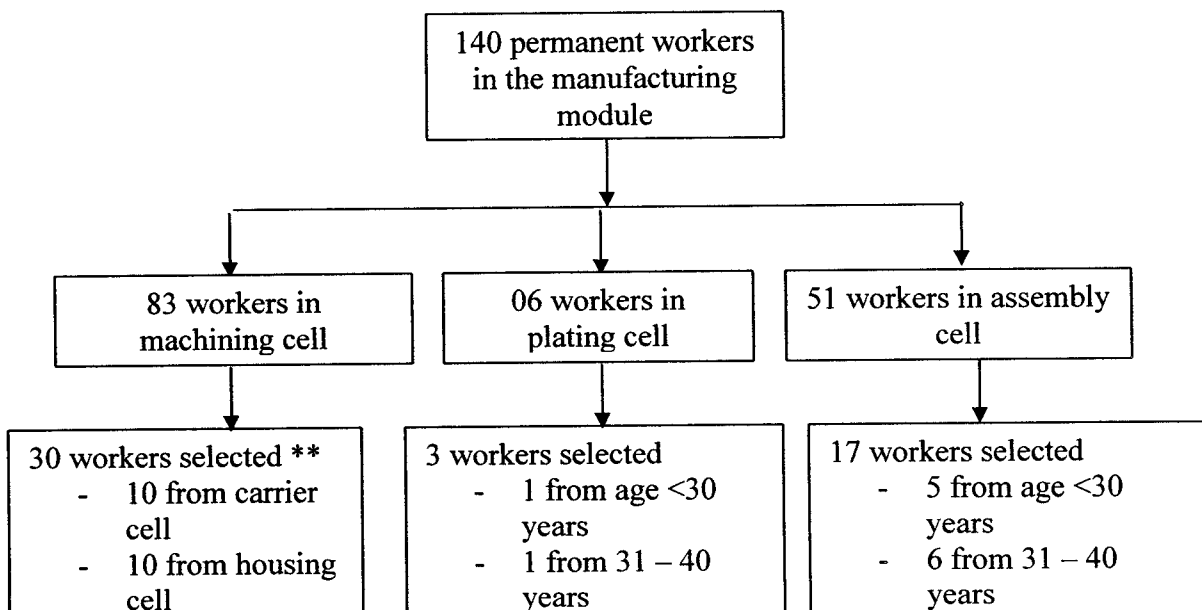 140 permanent workers
in the manufacturing
module
83 workers in
machining cell
06 workers in
plating cell
51 workers in assembly
cell
30 workers selected **
- 10 from carrier
cell
- 10 from housing
cell
3 workers selected
- 1 from age <30
years
- 1 from 31 – 40
years
17 workers selected
- 5 from age <30
years
- 6 from 31 – 40
years